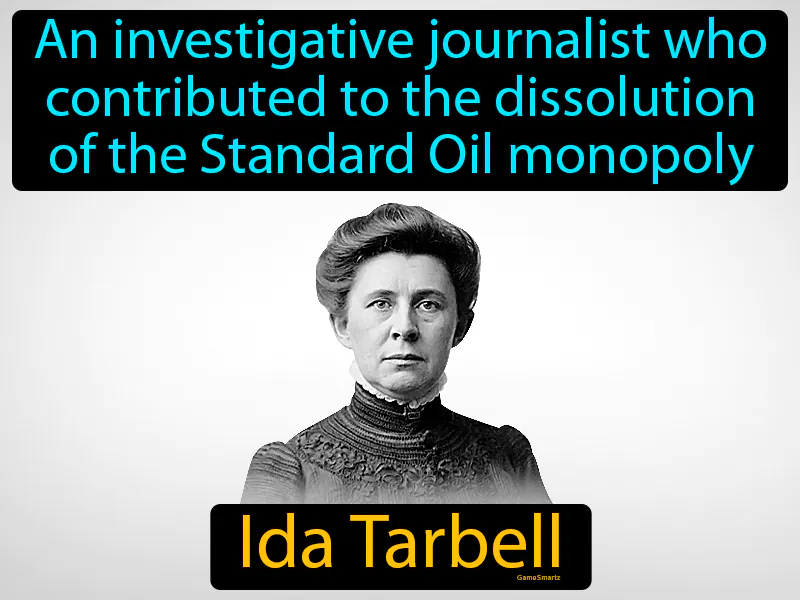 An investigative journalist who
contributed to the dissolution
of the Standard Oil monopoly
Ida Tarbell
GameSmartz